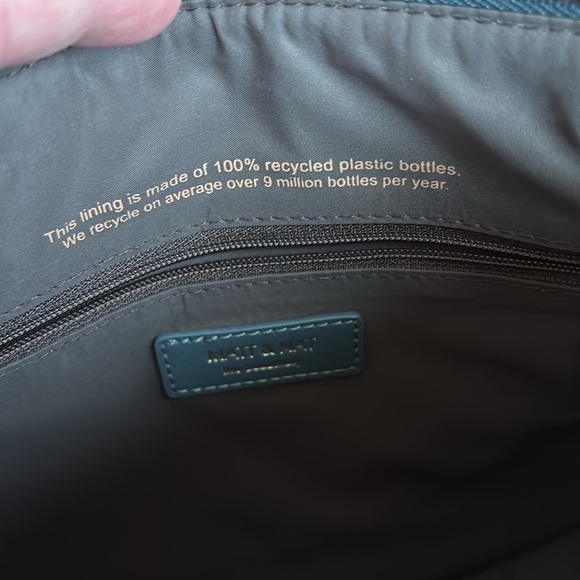 This lining is made of 100% recycled plastic bottles.
We recycle on average over 9 million bottles per year.
MATT & NAT